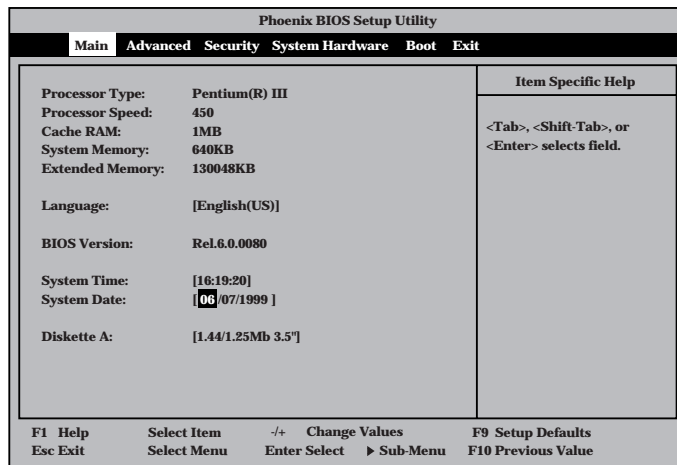 Phoenix BIOS Setup Utility
Main Advanced Security System Hardware Boot Exit
Processor Type: Pentium(R) III
Processor Speed: 450
Cache RAM: 1MB
System Memory: 640KB
Extended Memory: 130048KB
Language: [English(US)]
BIOS Version: Rel.6.0.0080
System Time: [16:19:20]
System Date: [ 06 /07/1999 ]
Diskette A: [1.44/1.25Mb 3.5"]
Item Specific Help
<Tab>, <Shift-Tab>, or
<Enter> selects field.
F1 Help Select Item -/+ Change Values F9 Setup Defaults
Esc Exit Select Menu Enter Select ▶ Sub-Menu F10 Previous Value